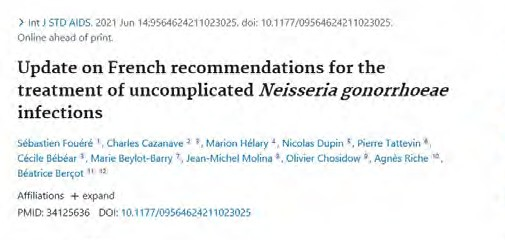 > Int J STD AIDS. 2021 Jun 14;9564624211023025. doi: 10.1177/09564624211023025.
Online ahead of print.
Update on French recommendations for the
treatment of uncomplicated Neisseria gonorrhoeae
infections
Sébastien Fouéré 1, Charles Cazanave 2 3, Marion Hélary 4, Nicolas Dupin 5, Pierre Tattevin 6,
Cécile Bébéar 3, Marie Beylot-Barry 7, Jean-Michel Molina 8, Olivier Chosidow 9, Agnès Riche 10,
Béatrice Berçot 11 12
Affiliations + expand
PMID: 34125636 DOI: 10.1177/09564624211023025